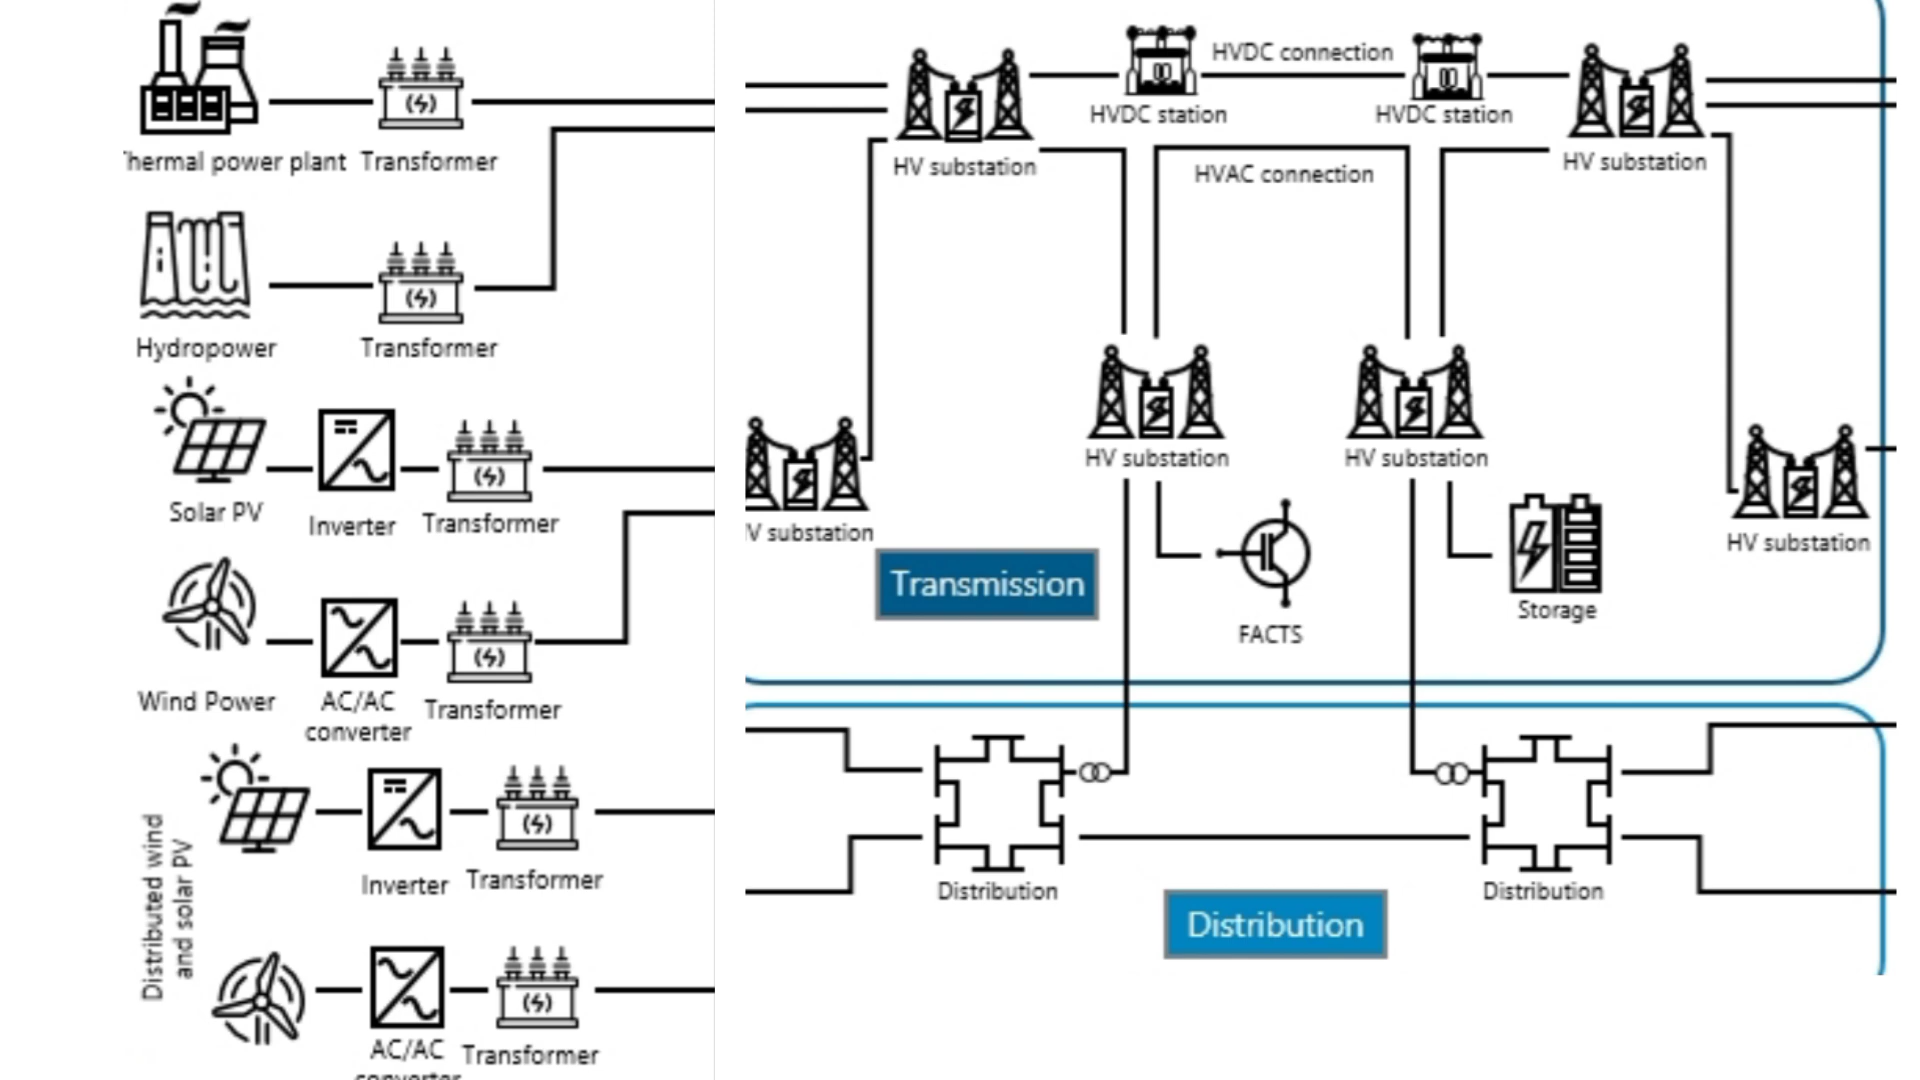 hermal power plant
Transformer
Hydropower
Transformer
Solar PV
Inverter
Transformer
Wind Power
AC/AC
converter
Transformer
Distributed wind
and solar PV
Inverter
Transformer
AC/AC
converter
Transformer
HVDC connection
HVDC station
HVDC station
HV substation
HV substation
HVAC connection
HV substation
HV substation
V substation
HV substation
Transmission
FACTS
Storage
Distribution
Distribution
Distribution